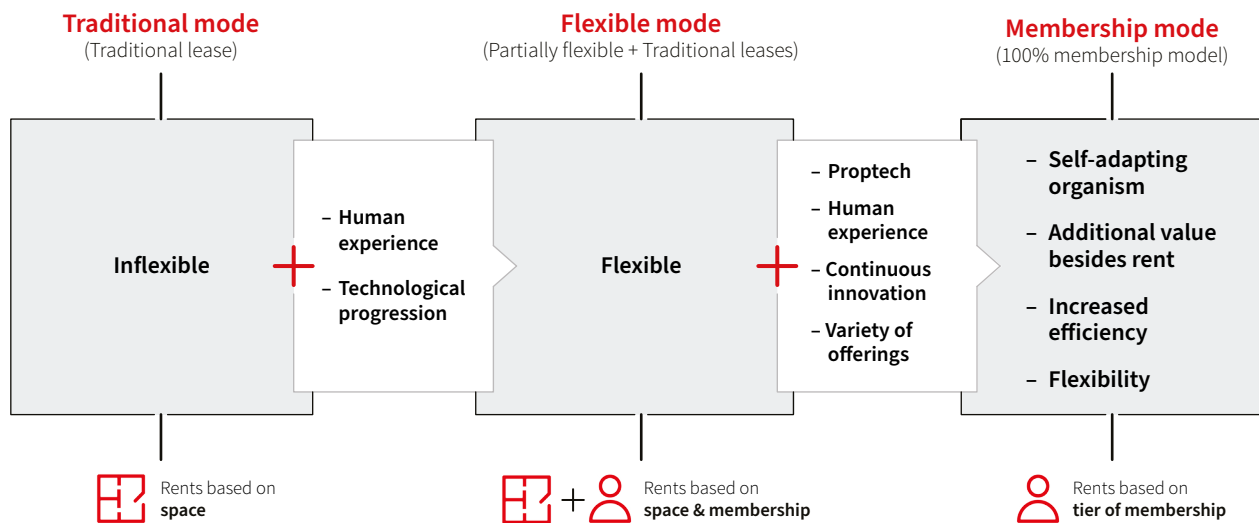 Traditional mode
(Traditional lease)
Flexible mode
(Partially flexible + Traditional leases)
Membership mode
(100% membership model)
Inflexible
– Human
experience
– Technological
progression
Flexible
– Proptech
– Human
experience
– Continuous
innovation
– Variety of
offerings
– Self-adapting
organism
– Additional value
besides rent
– Increased
efficiency
– Flexibility
Rents based on
space
Rents based on
space & membership
Rents based on
tier of membership